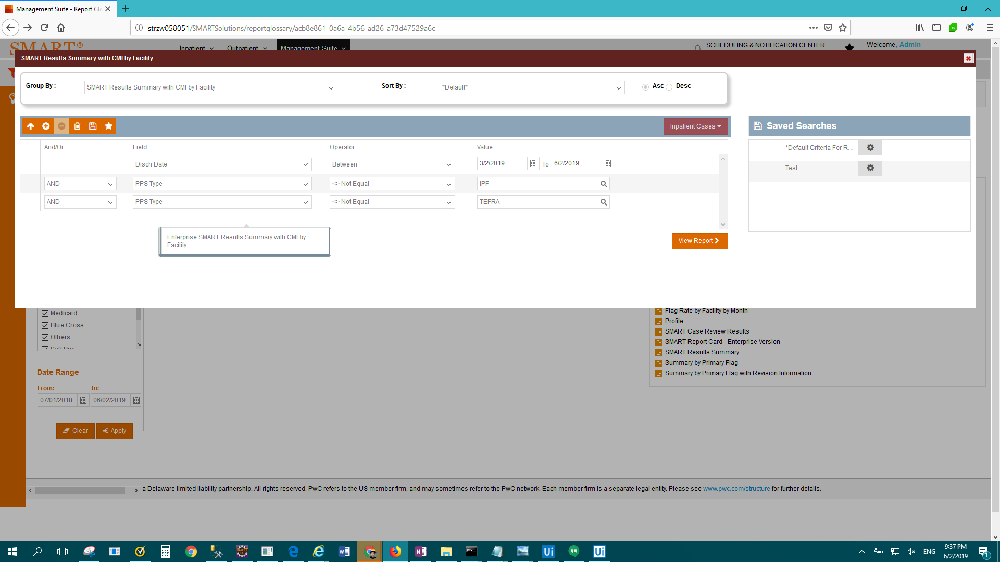 Management Suite - Report Gl
strzw058051/SMARTSolutions/reportglossary/acb8e861-0a6a-4b56-ad26-a73d47529a6c
SMART®
Inpatient
Outpatient
Management Suite
SCHEDULING & NOTIFICATION CENTER
Welcome, Admin
SMART Results Summary with CMI by Facility
Group By :
SMART Results Summary with CMI by Facility
Sort By :
*Default*
Asc
Desc
Inpatient Cases
Saved Searches
And/Or
Field
Operator
Value
*Default Criteria For R...
Disch Date
Between
3/2/2019
To
6/2/2019
Test
AND
PPS Type
<> Not Equal
IPF
AND
PPS Type
<> Not Equal
TEFRA
Enterprise SMART Results Summary with CMI by
Facility
View Report
Medicaid
Blue Cross
Others
Self Pay
Flag Rate by Facility by Month
Profile
SMART Case Review Results
SMART Report Card - Enterprise Version
SMART Results Summary
Summary by Primary Flag
Summary by Primary Flag with Revision Information
Date Range
From:
To:
07/01/2018
06/02/2019
Clear
Apply
a Delaware limited liability partnership. All rights reserved. PwC refers to the US member firm, and may sometimes refer to the PwC network. Each member firm is a separate legal entity. Please see www.pwc.com/structure for further details.
ENG
9:37 PM
6/2/2019
1